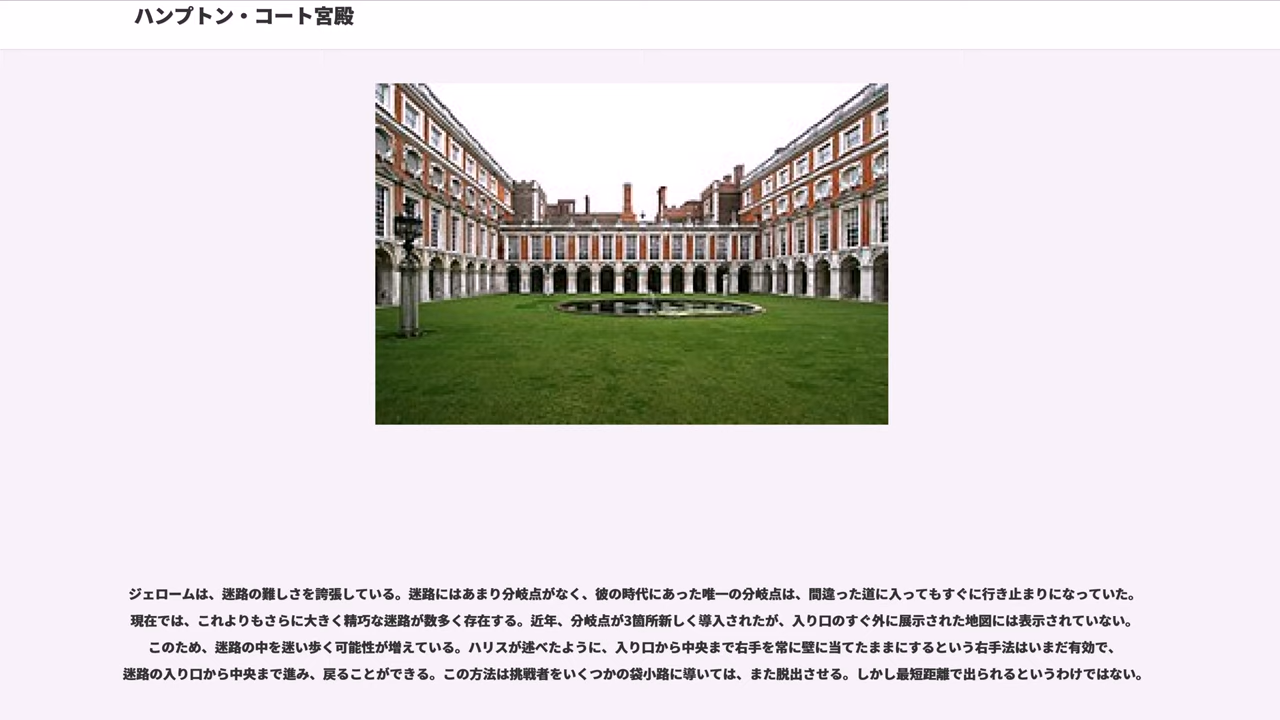 ハンプトン・コート宮殿
ジェロームは、迷路の難しさを誇張している。迷路にはあまり分岐点がなく、彼の時代にあった唯一の分岐点は、間違った道に入ってもすぐに行き止まりになっていた。
現在では、これよりもさらに大きく精巧な迷路が数多く存在する。近年、分岐点が3箇所新しく導入されたが、入り口のすぐ外に展示された地図には表示されていない。
このため、迷路の中を迷い歩く可能性が増えている。ハリスが述べたように、入り口から中央まで右手を常に壁に当てたままにするという右手法はいまだ有効で、
迷路の入り口から中央まで進み、戻ることができる。この方法は挑戦者をいくつかの袋小路に導いては、また脱出させる。しかし最短距離で出られるというわけではない。